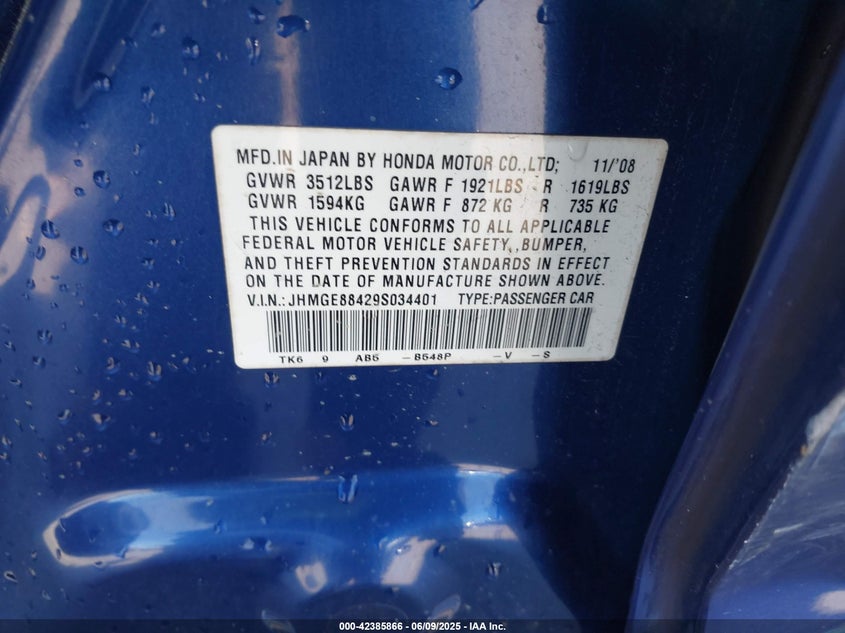 MFD.IN JAPAN BY HONDA MOTOR CO.,LTD; 11/'08
GVWR 3512LBS GAWR F 1921LBS R 1619LBS
GVWR 1594KG GAWR F 872 KG R 735 KG
THIS VEHICLE CONFORMS TO ALL APPLICABLE
FEDERAL MOTOR VEHICLE SAFETY, BUMPER,
AND THEFT PREVENTION STANDARDS IN EFFECT
ON THE DATE OF MANUFACTURE SHOWN ABOVE.
V.I.N.:JHMGE88429S034401 TYPE:PASSENGER CAR
TK6 9 AB5 -B548P -V -S
000-42385866 - 06/09/2025 - IAA Inc.